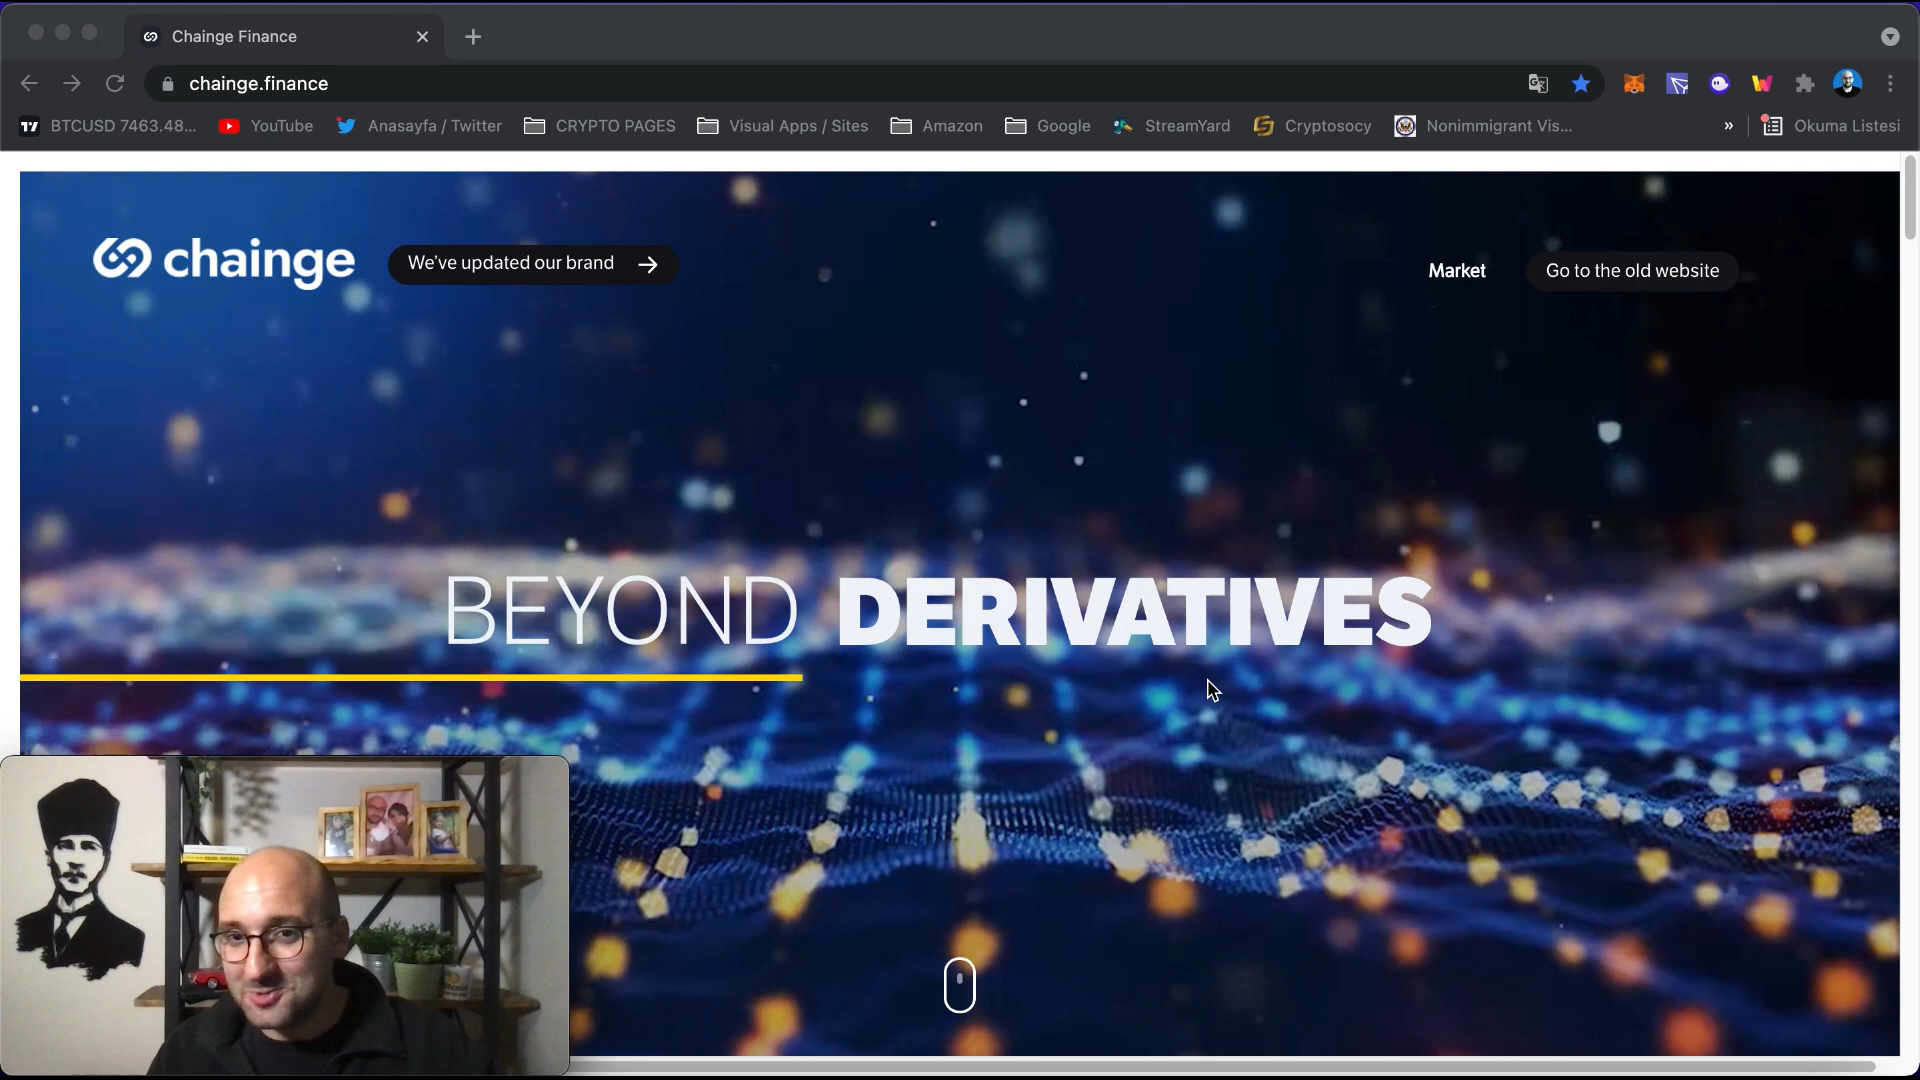 Chainge Finance
chainge.finance
BTCUSD 7463.48...
YouTube
Anasayfa / Twitter
CRYPTO PAGES
Visual Apps / Sites
Amazon
Google
StreamYard
Cryptosocy
Nonimmigrant Vis...
»
Okuma Listesi
chainge
We've updated our brand →
Market
Go to the old website
BEYOND DERIVATIVES